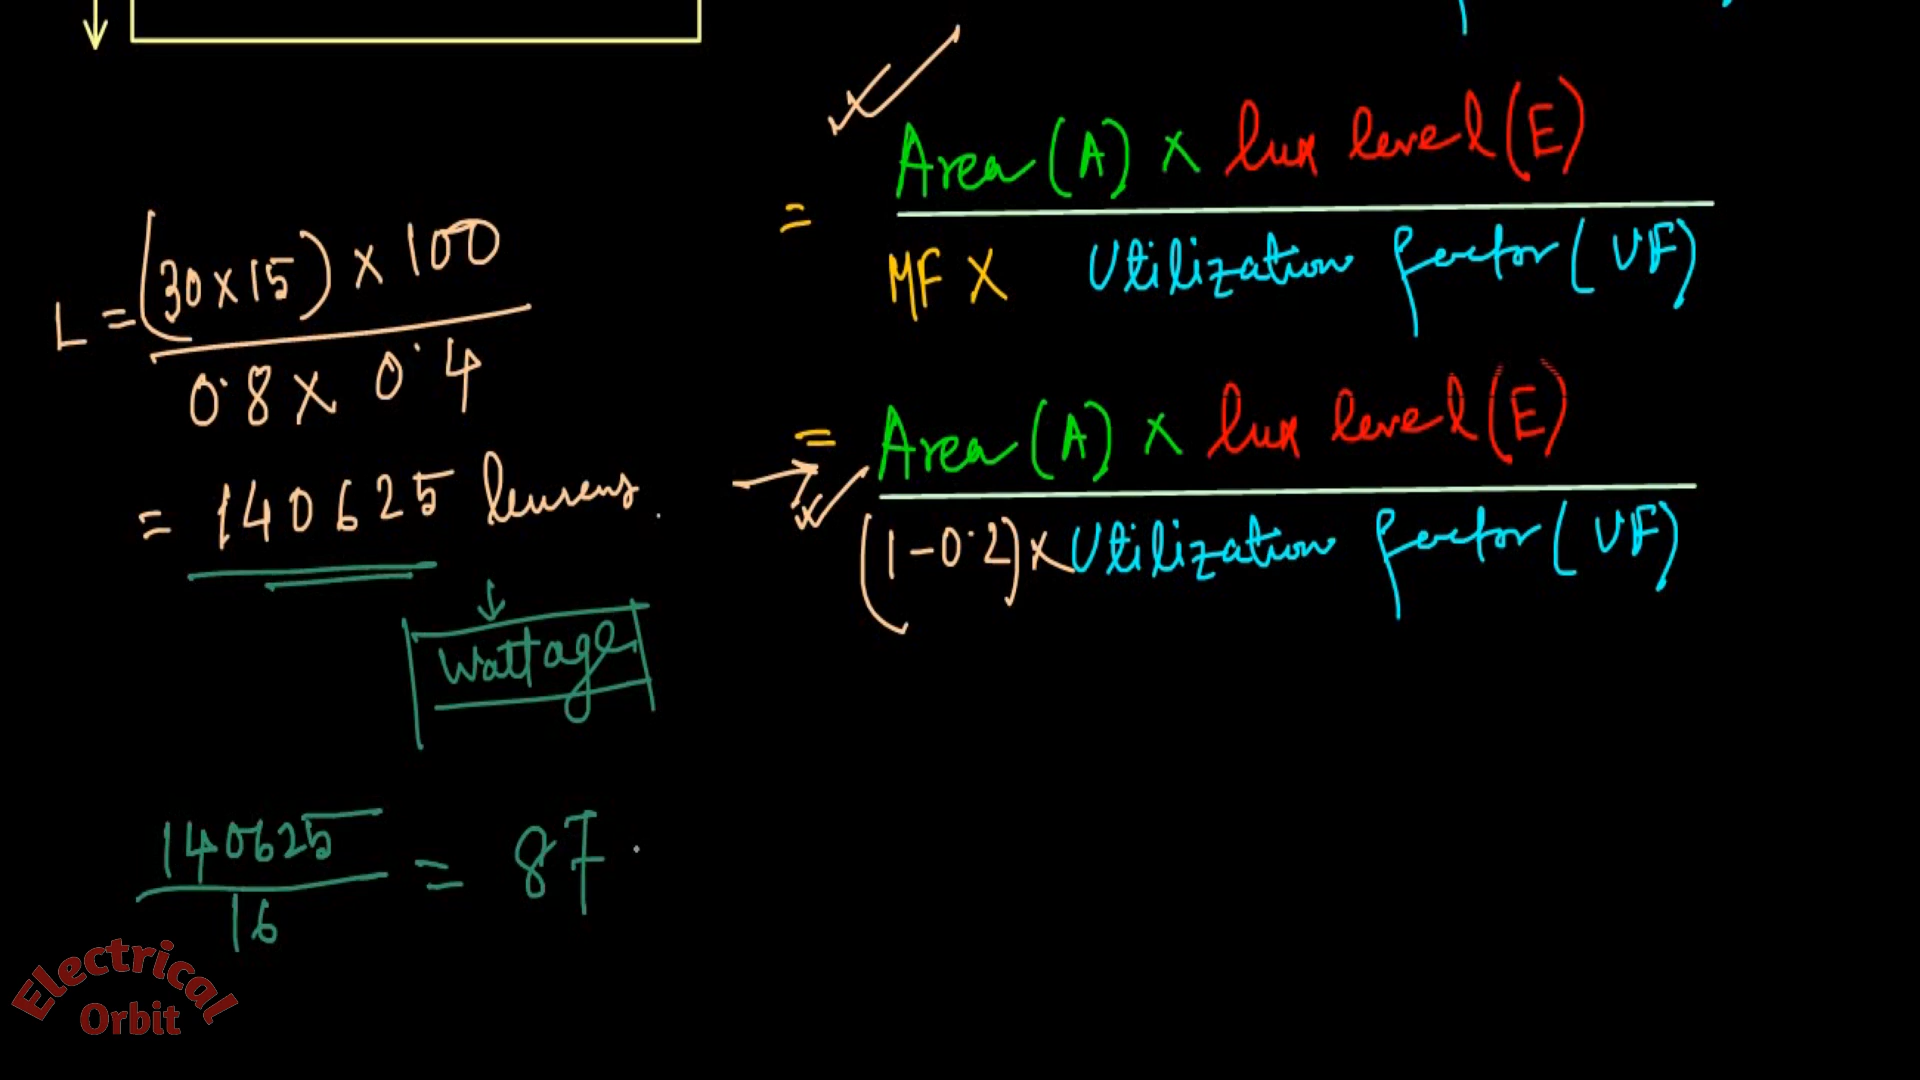 L = (30 x 15) x 100
0.8 x 0.4
= 140625 lumens.
Wattage
140625
16
= 87
= Area (A) x lux level (E)
MF x Utilization factor (UF)
= Area (A) x lux level (E)
(1-0.2) x Utilization factor (UF)
Electrical
Orbit